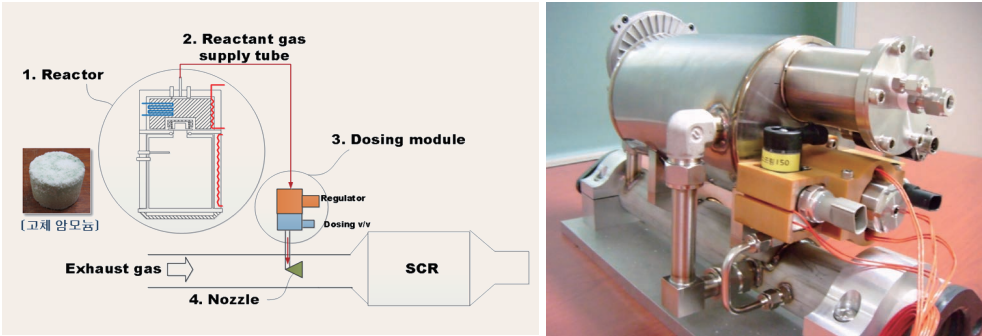 2. Reactant gas
supply tube
1. Reactor
3. Dosing module
Regulator
Dosing v/v
(고체 암모늄)
Exhaust gas
SCR
4. Nozzle